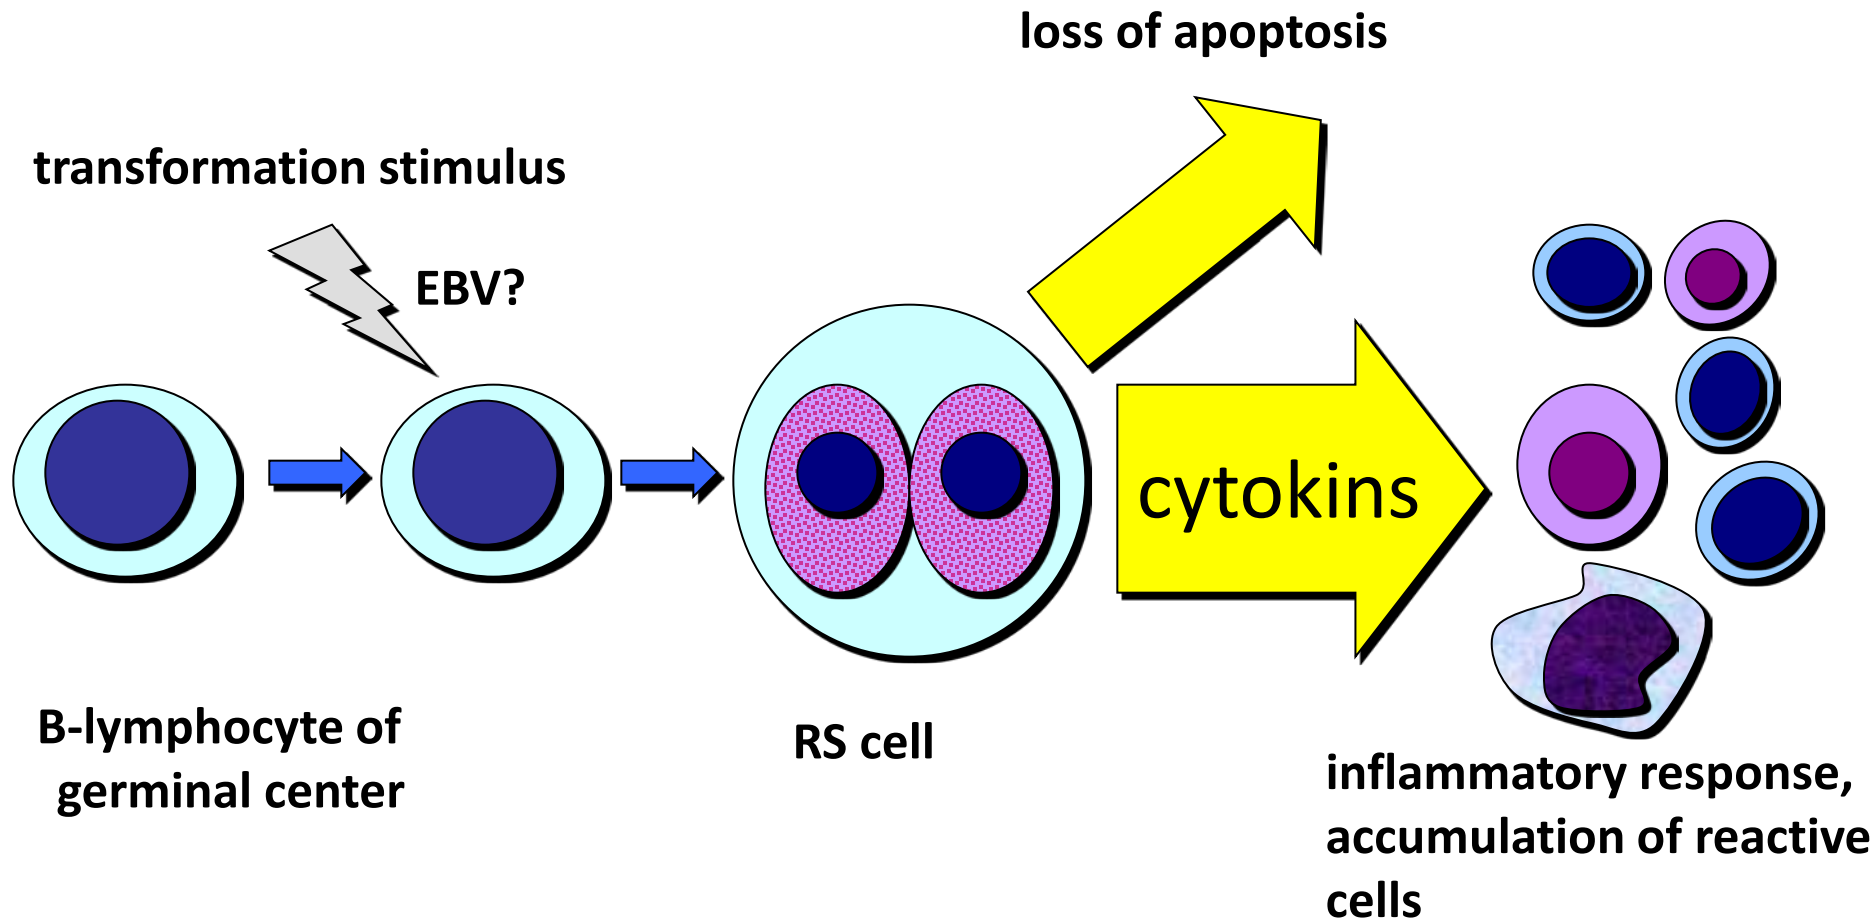 loss of apoptosis
transformation stimulus
EBV?
cytokins
B-lymphocyte of
germinal center
RS cell
inflammatory response,
accumulation of reactive
cells